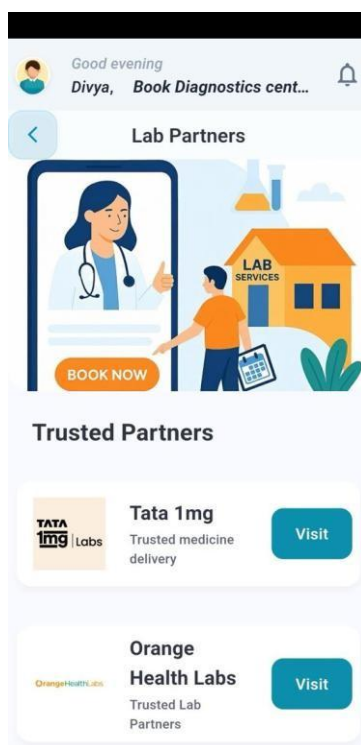 Good evening
Divya, Book Diagnostics cent...
Lab Partners
LAB
SERVICES
BOOK NOW
Trusted Partners
TATA
1mg Labs
Tata 1mg
Trusted medicine
delivery
Visit
OrangeHealthLabs
Orange
Health Labs
Trusted Lab
Partners
Visit